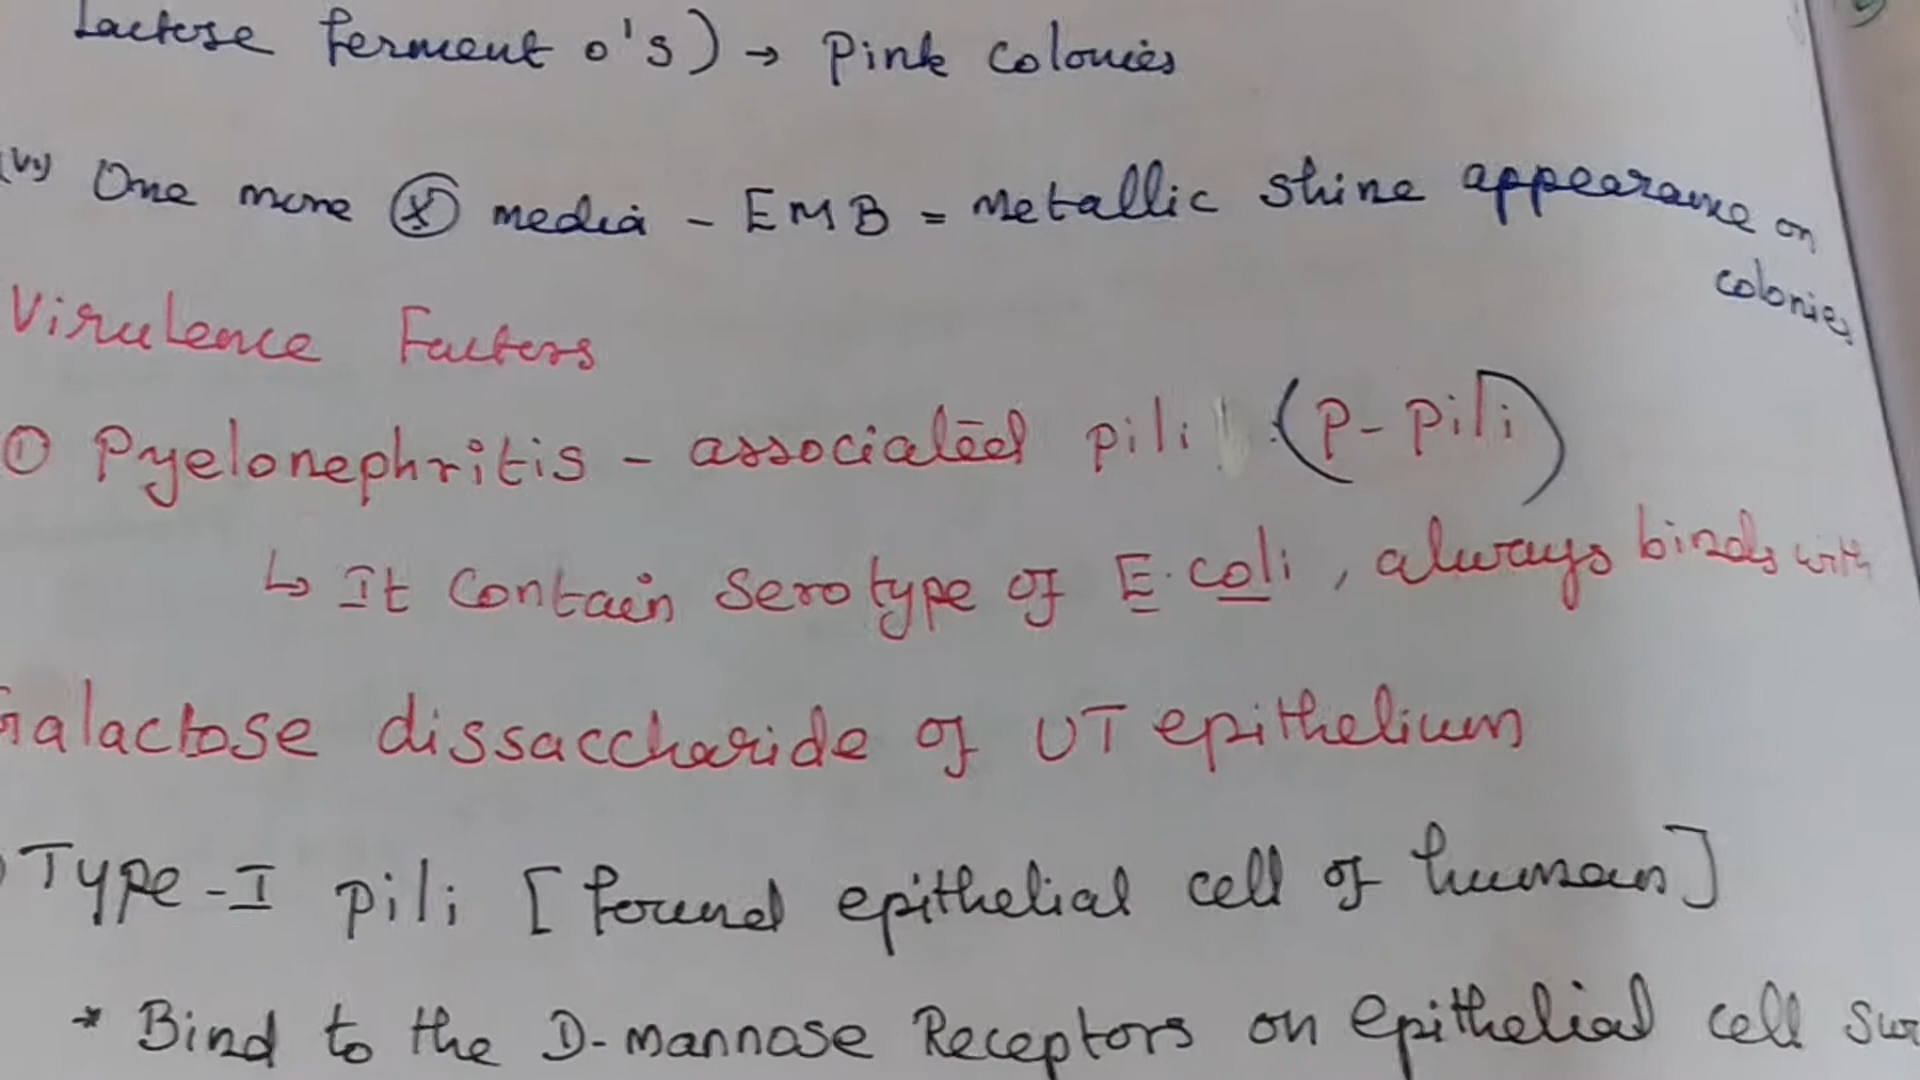 Lactose ferment o's) → Pink colonies
(iv) One more media - EMB = Metallic shine appearance on
colonies
Virulence Factors
① Pyelonephritis - associated pili (P-pili)
↳ It contain serotype of E.coli, always binds with
Galactose dissaccharide of UT epithelium
Type-I pili [found epithelial cell of human]
* Bind to the D-mannose Receptors on epithelial cell